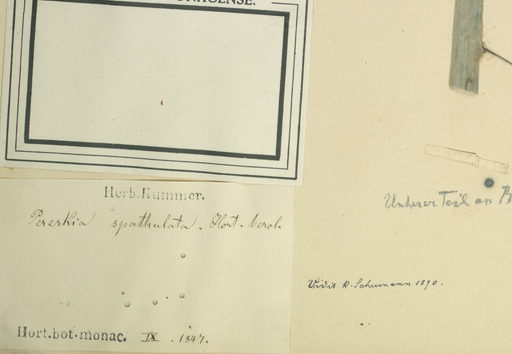 Herb. Kummer.
Pereskia spathulata. Hort. berol.
Hort. bot. monac. IX. 1847.
Unterer Teil an
Vidit K. Schumann 1890.